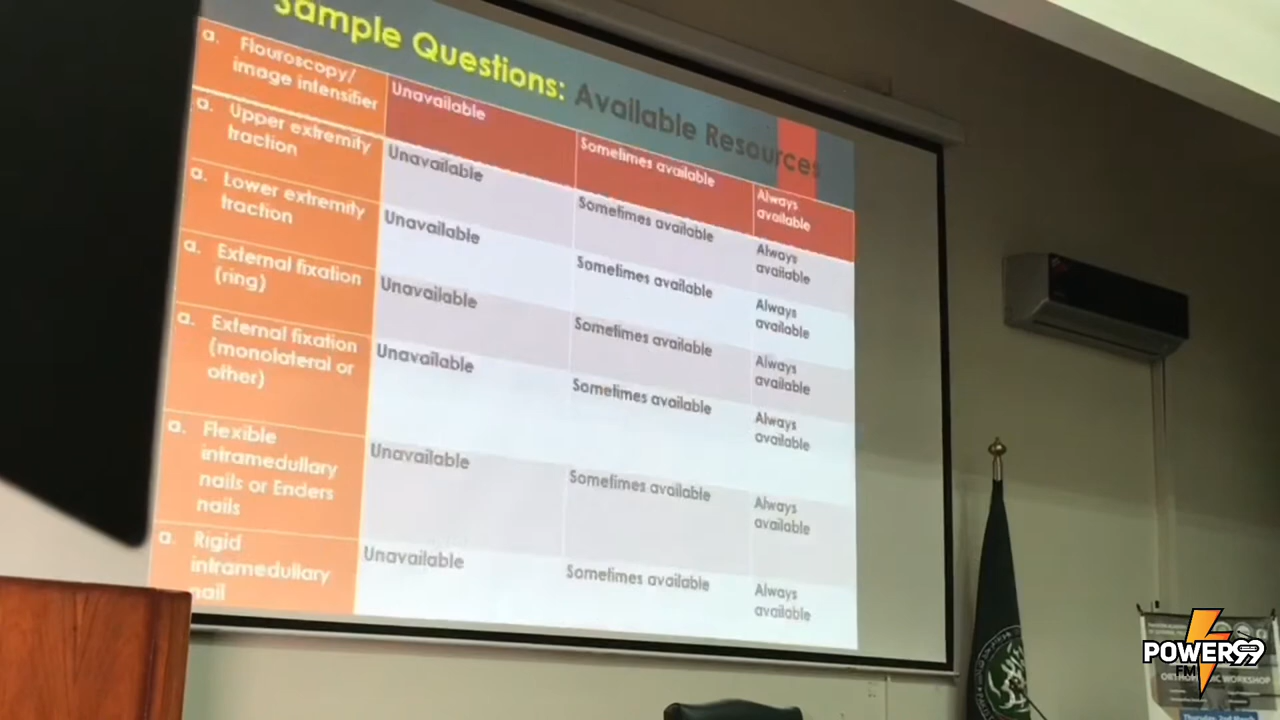 Sample Questions: Available Resources
a. Flouroscopy/
image intensifier
Unavailable
Sometimes available
Always
available
a. Upper extremity
traction
Unavailable
Sometimes available
Always
available
a. Lower extremity
traction
Unavailable
Sometimes available
Always
available
a. External fixation
(ring)
Unavailable
Sometimes available
Always
available
a. External fixation
(monolateral or
other)
Unavailable
Sometimes available
Always
available
a. Flexible
intramedullary
nails or Enders
nails
Unavailable
Sometimes available
Always
available
a. Rigid
intramedullary
nail
Unavailable
Sometimes available
Always
available
POWER99
FM
WORKSHOP